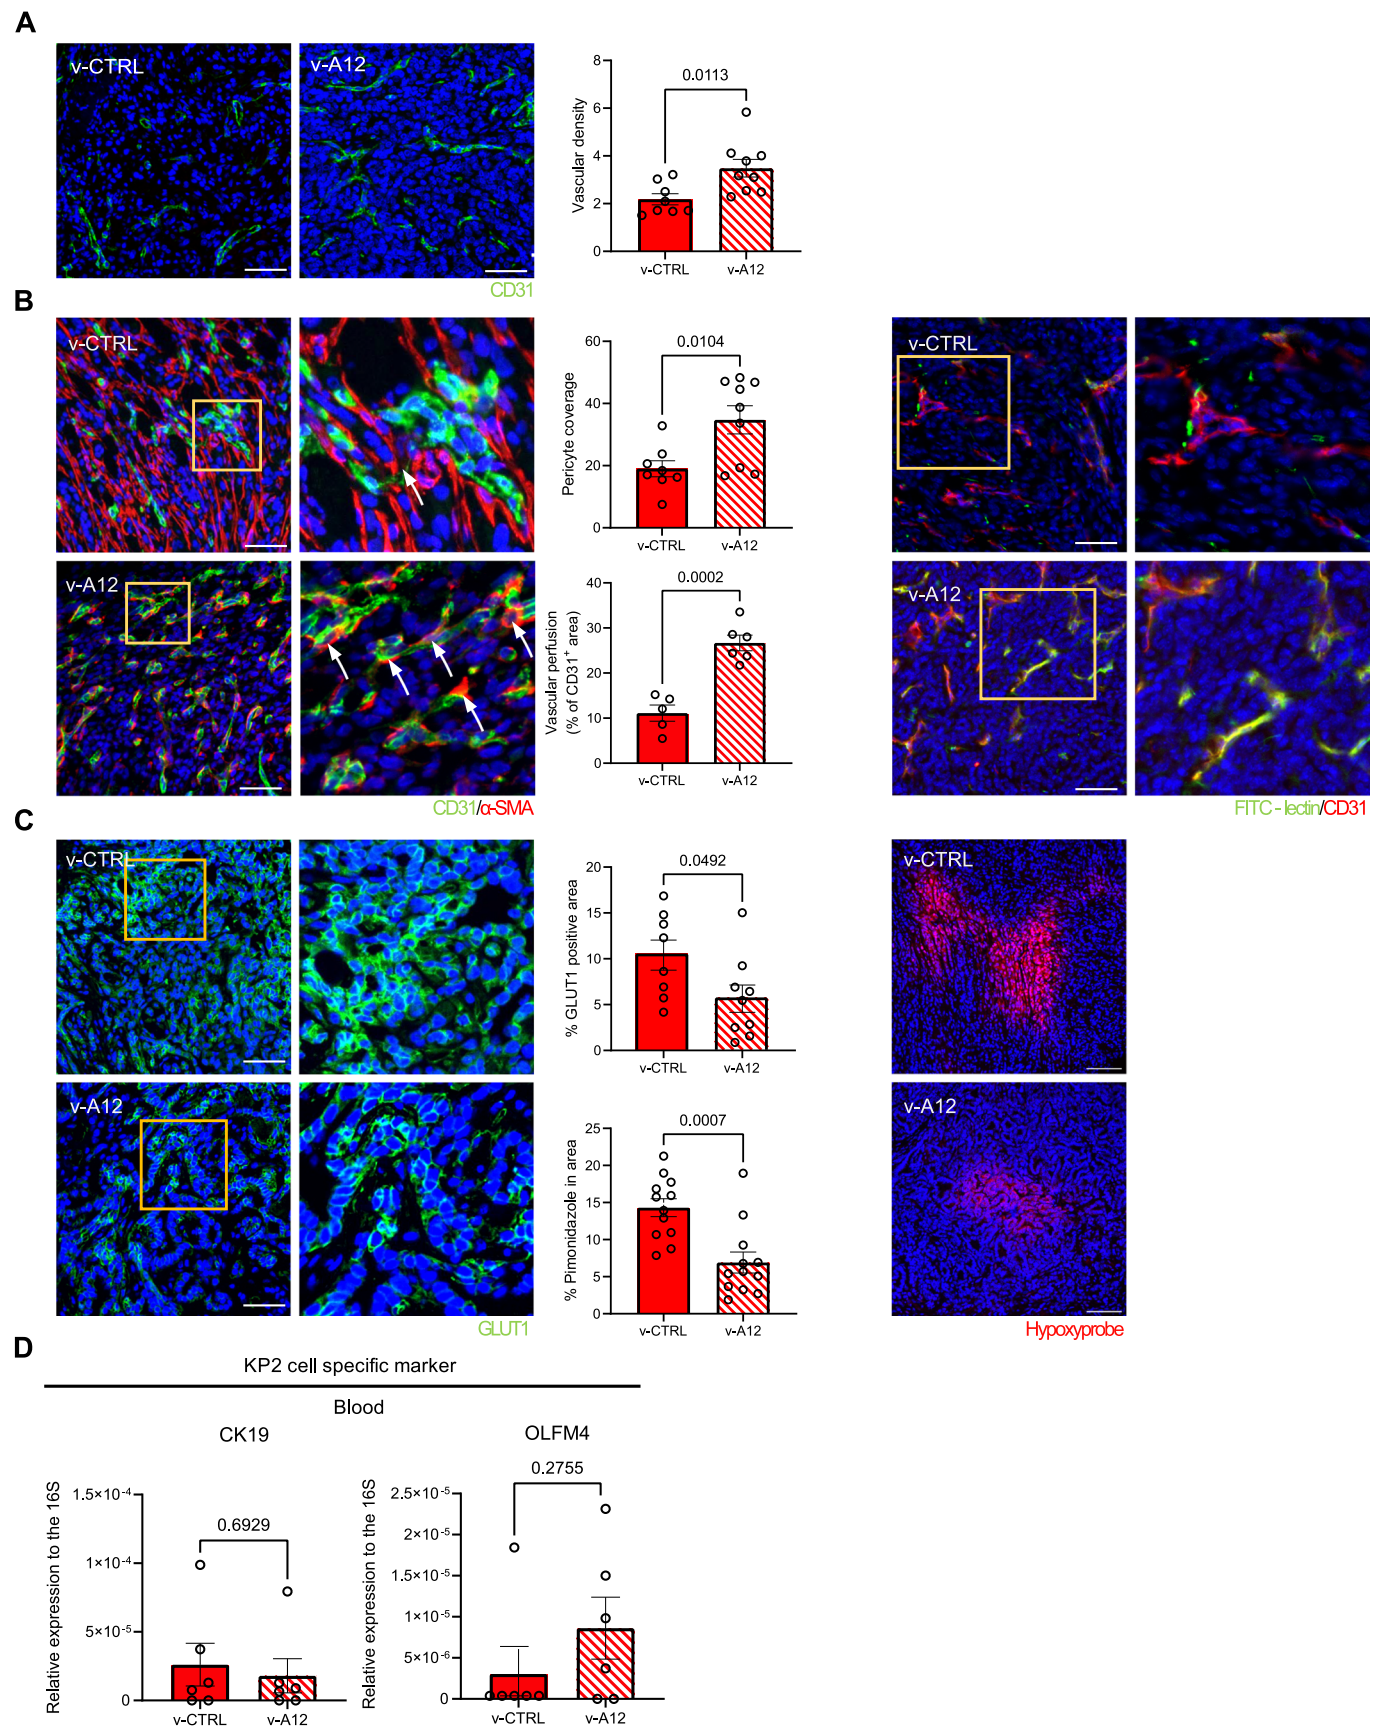 A
v-CTRL
v-A12
CD31
Vascular density
8
6
4
2
0
0.0113
v-CTRL
v-A12
B
v-CTRL
v-A12
CD31/α-SMA
Pericyte coverage
60
40
20
0
0.0104
v-CTRL
v-A12
Vascular perfusion
(% of CD31⁺ area)
40
30
20
10
0
0.0002
v-CTRL
v-A12
v-CTRL
v-A12
FITC - lectin/CD31
C
v-CTRL
v-A12
GLUT1
% GLUT1 positive area
20
15
10
5
0
0.0492
v-CTRL
v-A12
% Pimonidazole in area
25
20
15
10
5
0
0.0007
v-CTRL
v-A12
v-CTRL
v-A12
Hypoxyprobe
D
KP2 cell specific marker
Blood
CK19
Relative expression to the 16S
1.5×10⁻⁴
1×10⁻⁴
5×10⁻⁵
0
0.6929
v-CTRL
v-A12
OLFM4
Relative expression to the 16S
2.5×10⁻⁵
2×10⁻⁵
1.5×10⁻⁵
1×10⁻⁵
5×10⁻⁶
0
0.2755
v-CTRL
v-A12